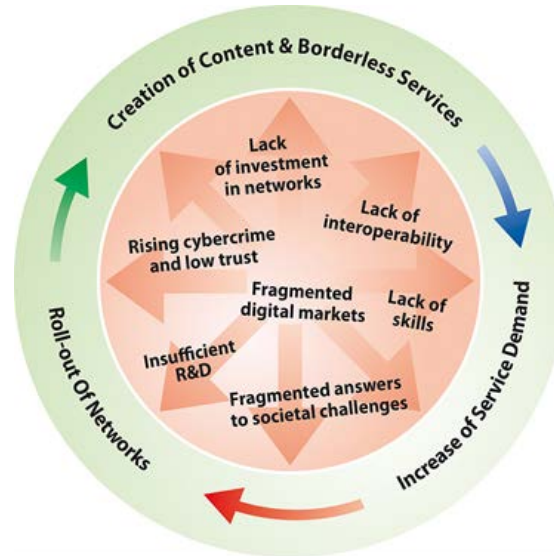 Creation of Content & Borderless Services
Lack
of investment
in networks
Lack of
interoperability
Rising cybercrime
and low trust
Fragmented
digital markets
Lack of
skills
Insufficient
R&D
Fragmented answers
to societal challenges
Increase of Service Demand
Roll-out Of Networks